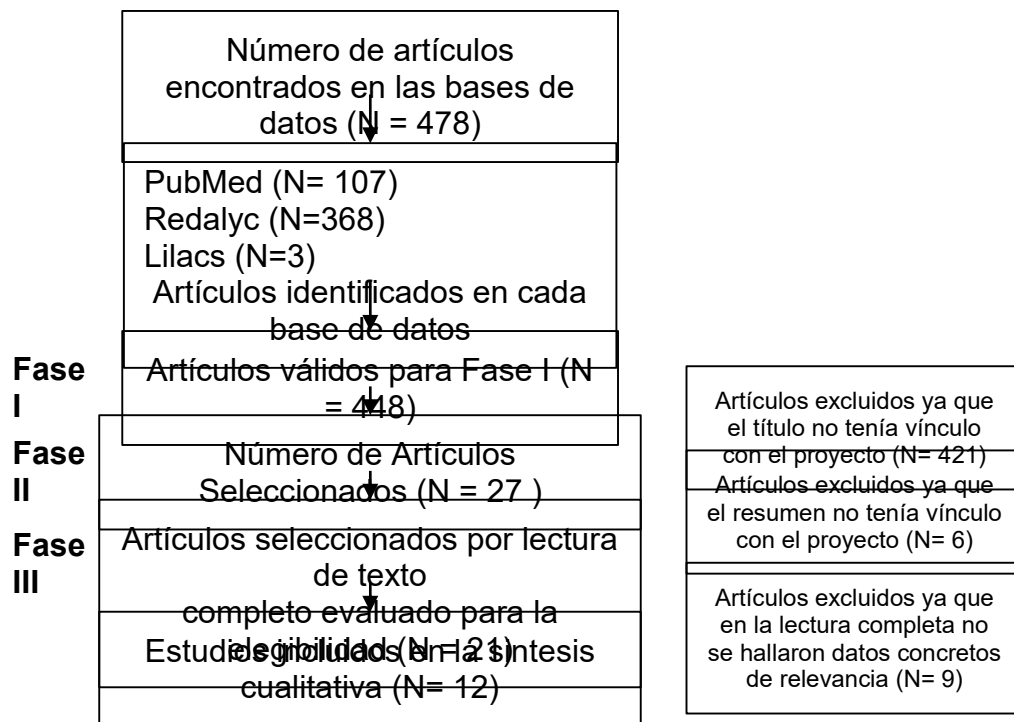 Número de artículos
encontrados en las bases de
datos (N = 478)
PubMed (N= 107)
Redalyc (N=368)
Lilacs (N=3)
Artículos identificados en cada
base de datos
Fase
I
Artículos válidos para Fase I (N
= 448)
Artículos excluidos ya que
el título no tenía vínculo
con el proyecto (N= 421)
Fase
II
Número de Artículos
Seleccionados (N = 27 )
Artículos excluidos ya que
el resumen no tenía vínculo
con el proyecto (N= 6)
Fase
III
Artículos seleccionados por lectura
de texto
completo evaluado para la
elegibilidad (N = 21)
Artículos excluidos ya que
en la lectura completa no
se hallaron datos concretos
de relevancia (N= 9)
Estudios incluidos en la síntesis
cualitativa (N= 12)